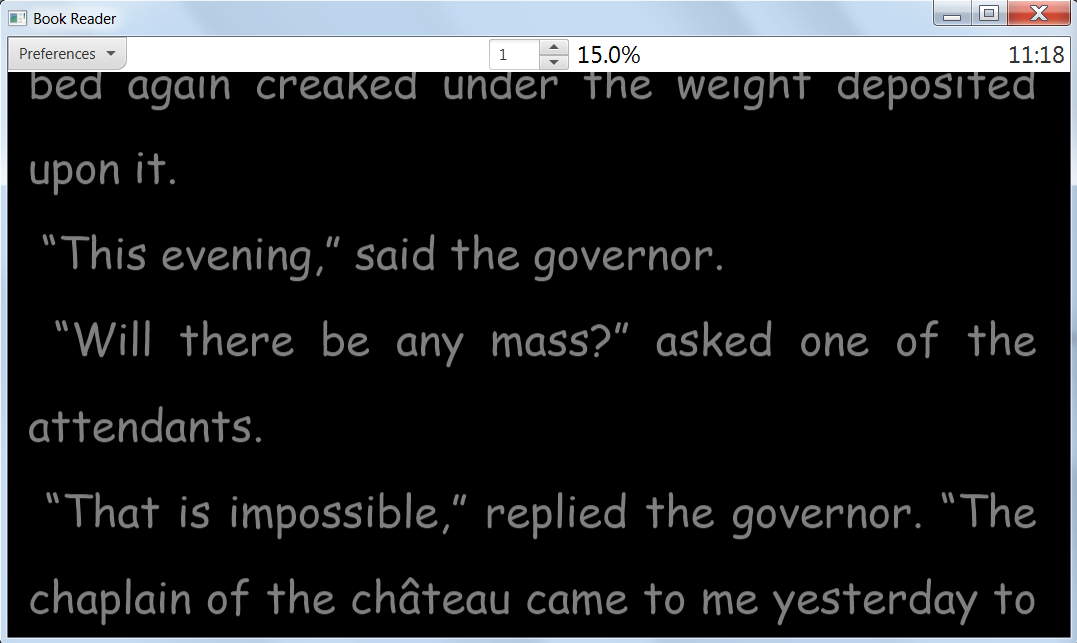 Book Reader
Preferences 1 15.0% 11:18
bed again creaked under the weight deposited
upon it.
“This evening,” said the governor.
“Will there be any mass?” asked one of the
attendants.
“That is impossible,” replied the governor. “The
chaplain of the château came to me yesterday to